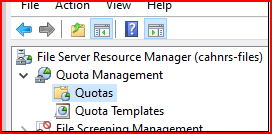 File Action View Help
File Server Resource Manager (cahnrs-files)
Quota Management
Quotas
Quota Templates
File Screening Management